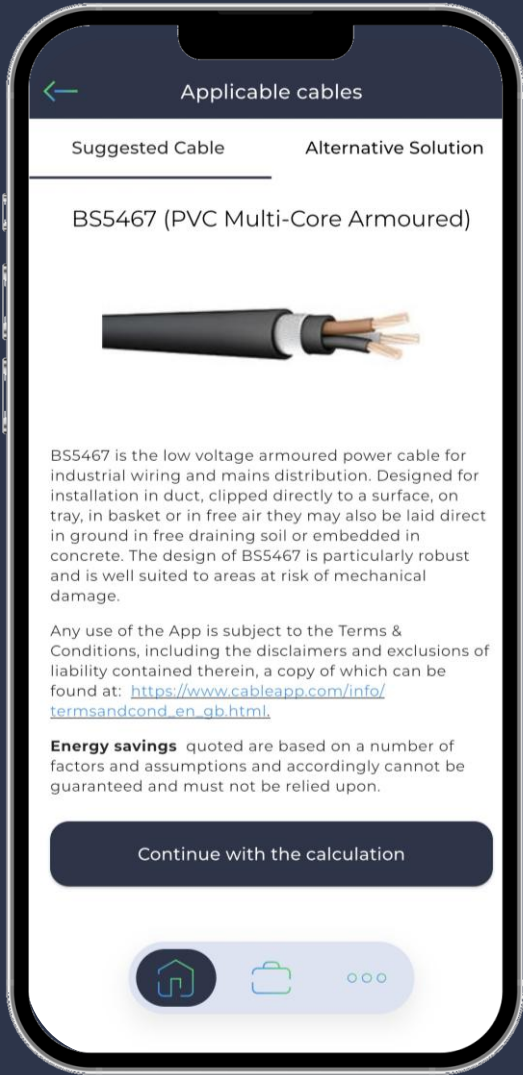 Applicable cables
Suggested Cable
Alternative Solution
BS5467 (PVC Multi-Core Armoured)
BS5467 is the low voltage armoured power cable for
industrial wiring and mains distribution. Designed for
installation in duct, clipped directly to a surface, on
tray, in basket or in free air they may also be laid direct
in ground in free draining soil or embedded in
concrete. The design of BS5467 is particularly robust
and is well suited to areas at risk of mechanical
damage.
Any use of the App is subject to the Terms &
Conditions, including the disclaimers and exclusions of
liability contained therein, a copy of which can be
found at: https://www.cableapp.com/info/
termsandcond_en_gb.html.
Energy savings quoted are based on a number of
factors and assumptions and accordingly cannot be
guaranteed and must not be relied upon.
Continue with the calculation